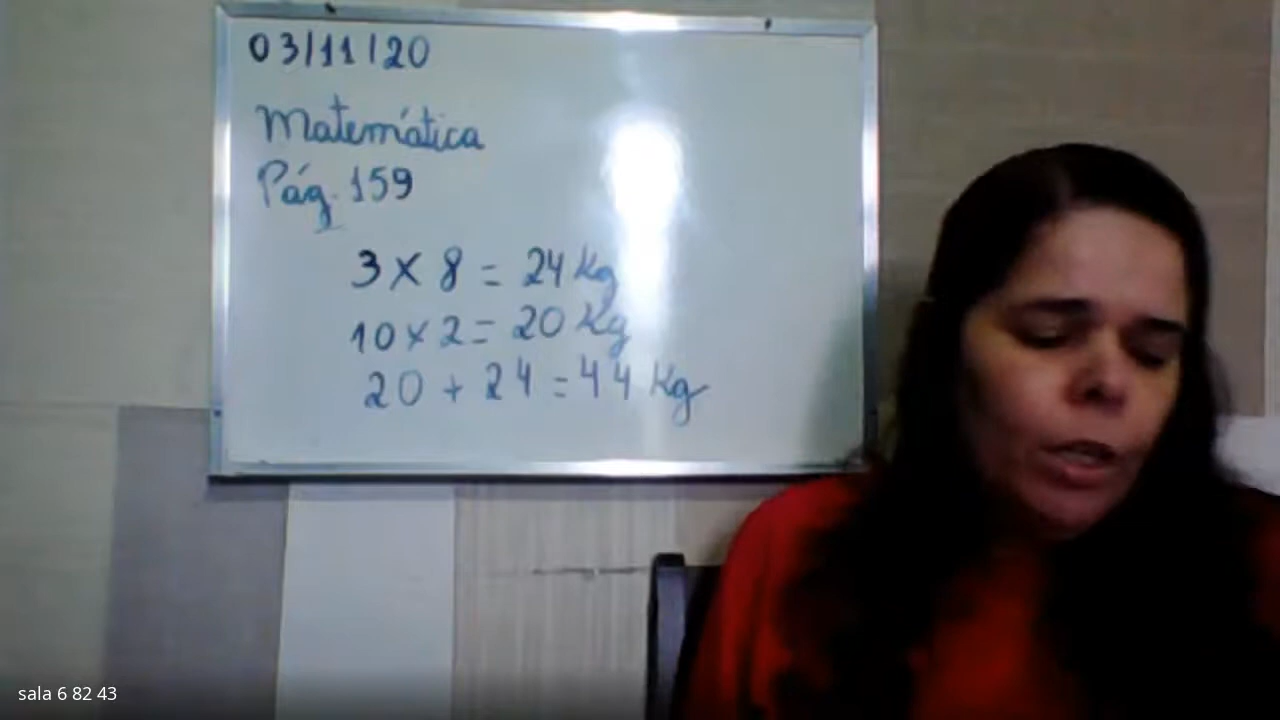 03/11/20
Matemática
Pág. 159
3 x 8 = 24 Kg
10 x 2 = 20 Kg
20 + 24 = 44 Kg
sala 6 82 43